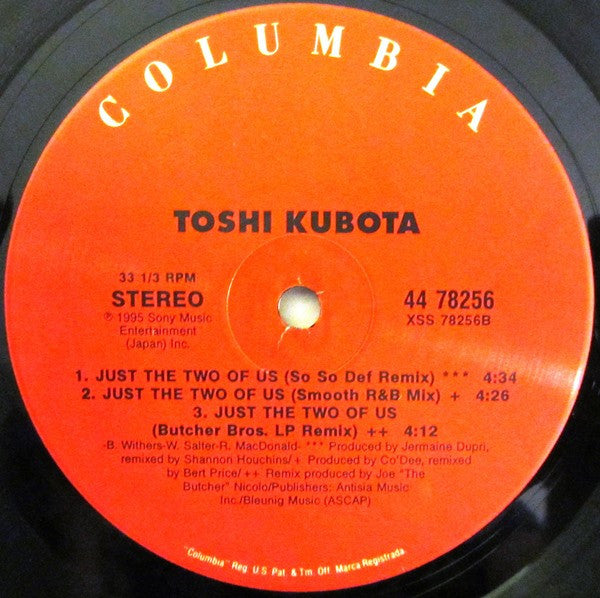 COLUMBIA
TOSHI KUBOTA
33 1/3 RPM
STEREO
℗ 1995 Sony Music
Entertainment
(Japan) Inc.
44 78256
XSS 78256B
1. JUST THE TWO OF US (So So Def Remix) *** 4:34
2. JUST THE TWO OF US (Smooth R&B Mix) + 4:26
3. JUST THE TWO OF US
(Butcher Bros. LP Remix) ++ 4:12
-B. Withers-W. Salter-R. MacDonald- *** Produced by Jermaine Dupri,
remixed by Shannon Houchins/+ Produced by Co'Dee, remixed
by Bert Price/ ++ Remix produced by Joe "The
Butcher" Nicolo/Publishers: Antisia Music
Inc./Bleunig Music (ASCAP)
"Columbia" Reg. U.S. Pat. & Tm. Off. Marca Registrada.